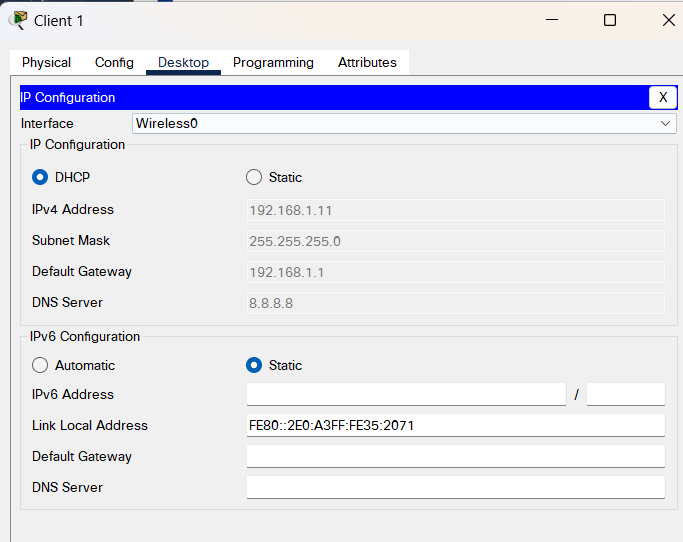 Client 1
Physical Config Desktop Programming Attributes
IP Configuration X
Interface Wireless0
IP Configuration
DHCP Static
IPv4 Address 192.168.1.11
Subnet Mask 255.255.255.0
Default Gateway 192.168.1.1
DNS Server 8.8.8.8
IPv6 Configuration
Automatic Static
IPv6 Address /
Link Local Address FE80::2E0:A3FF:FE35:2071
Default Gateway
DNS Server